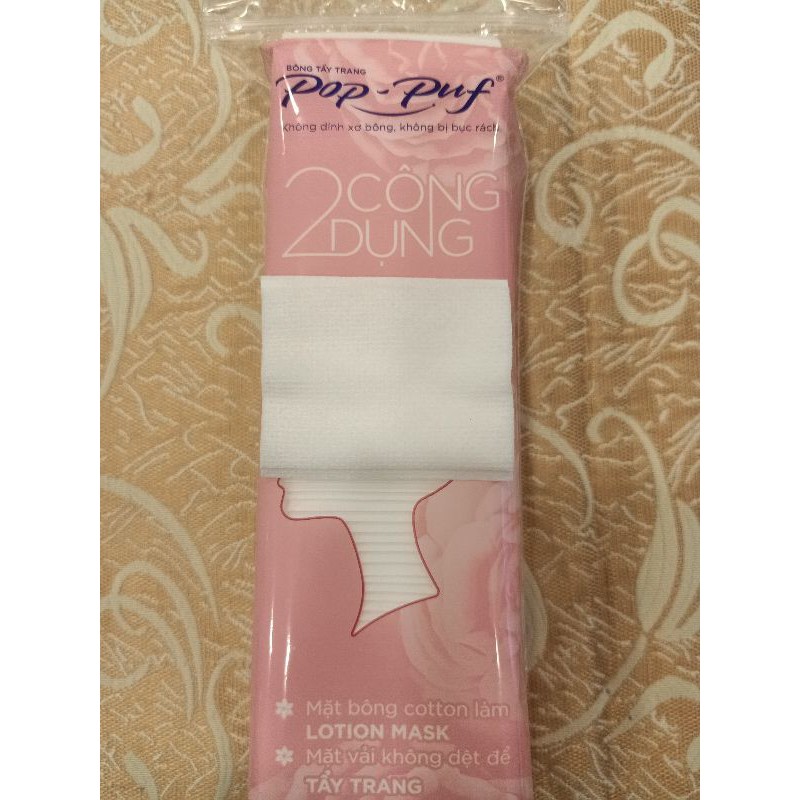 BÔNG TẨY TRANG
Pop-Puf®
Không dính xơ bông, không bị bục rách.
2 CÔNG
DỤNG
Mặt bông cotton làm
LOTION MASK
Mặt vải không dệt để
TẨY TRANG